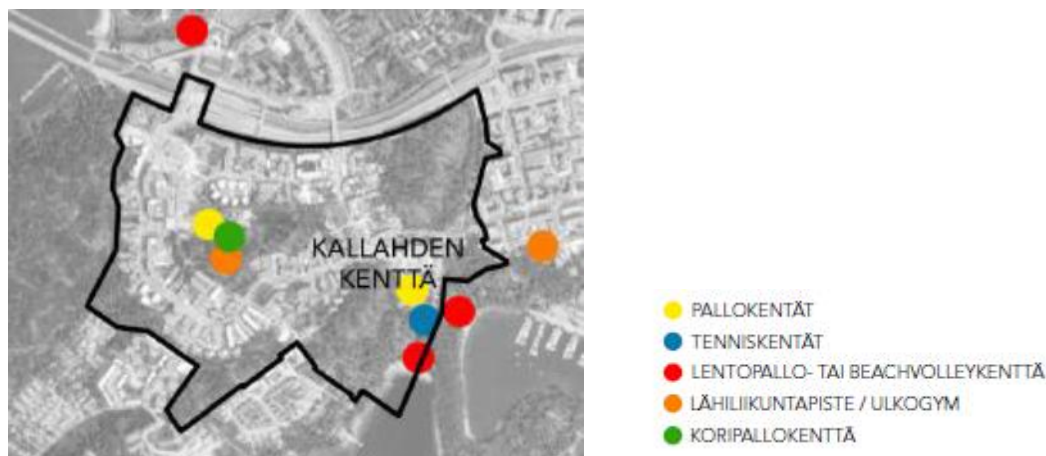 KALLAHDEN
KENTTÄ
PALLOKENTÄT
TENNISKENTÄT
LENTOPALLO- TAI BEACHVOLLEYKENTTÄ
LÄHILIIKUNTAPISTE / ULKOGYM
KORIPALLOKENTTÄ